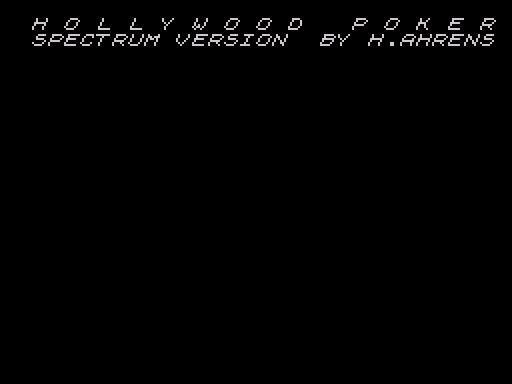 H O L L Y W O O D   P O K E R
SPECTRUM VERSION  BY H.AHRENS